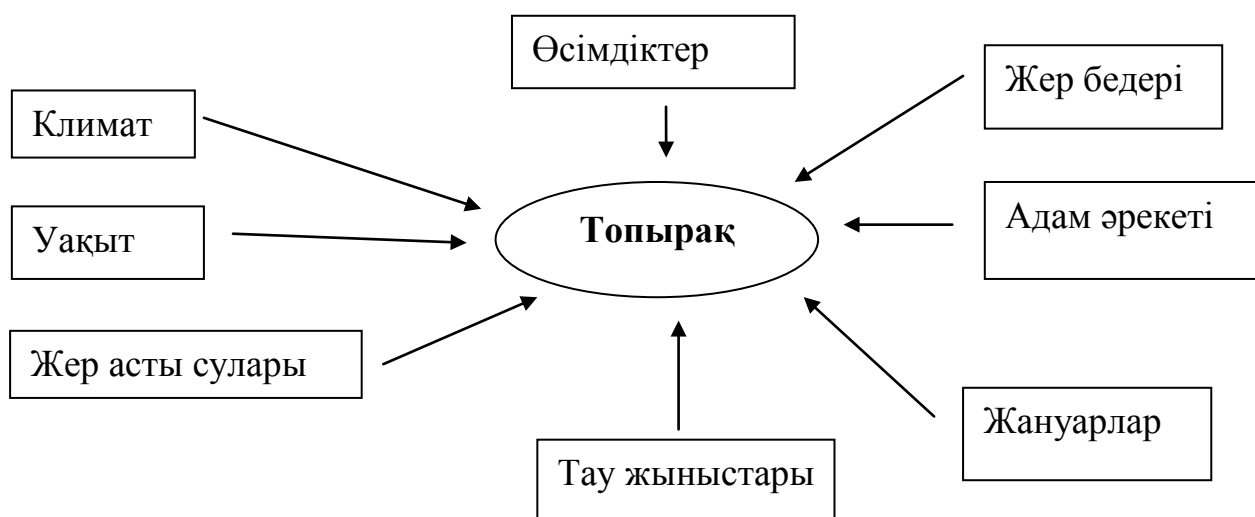 Өсімдіктер
Жер бедері
Климат
Уақыт
Топырақ
Адам әрекеті
Жер асты сулары
Жануарлар
Тау жыныстары